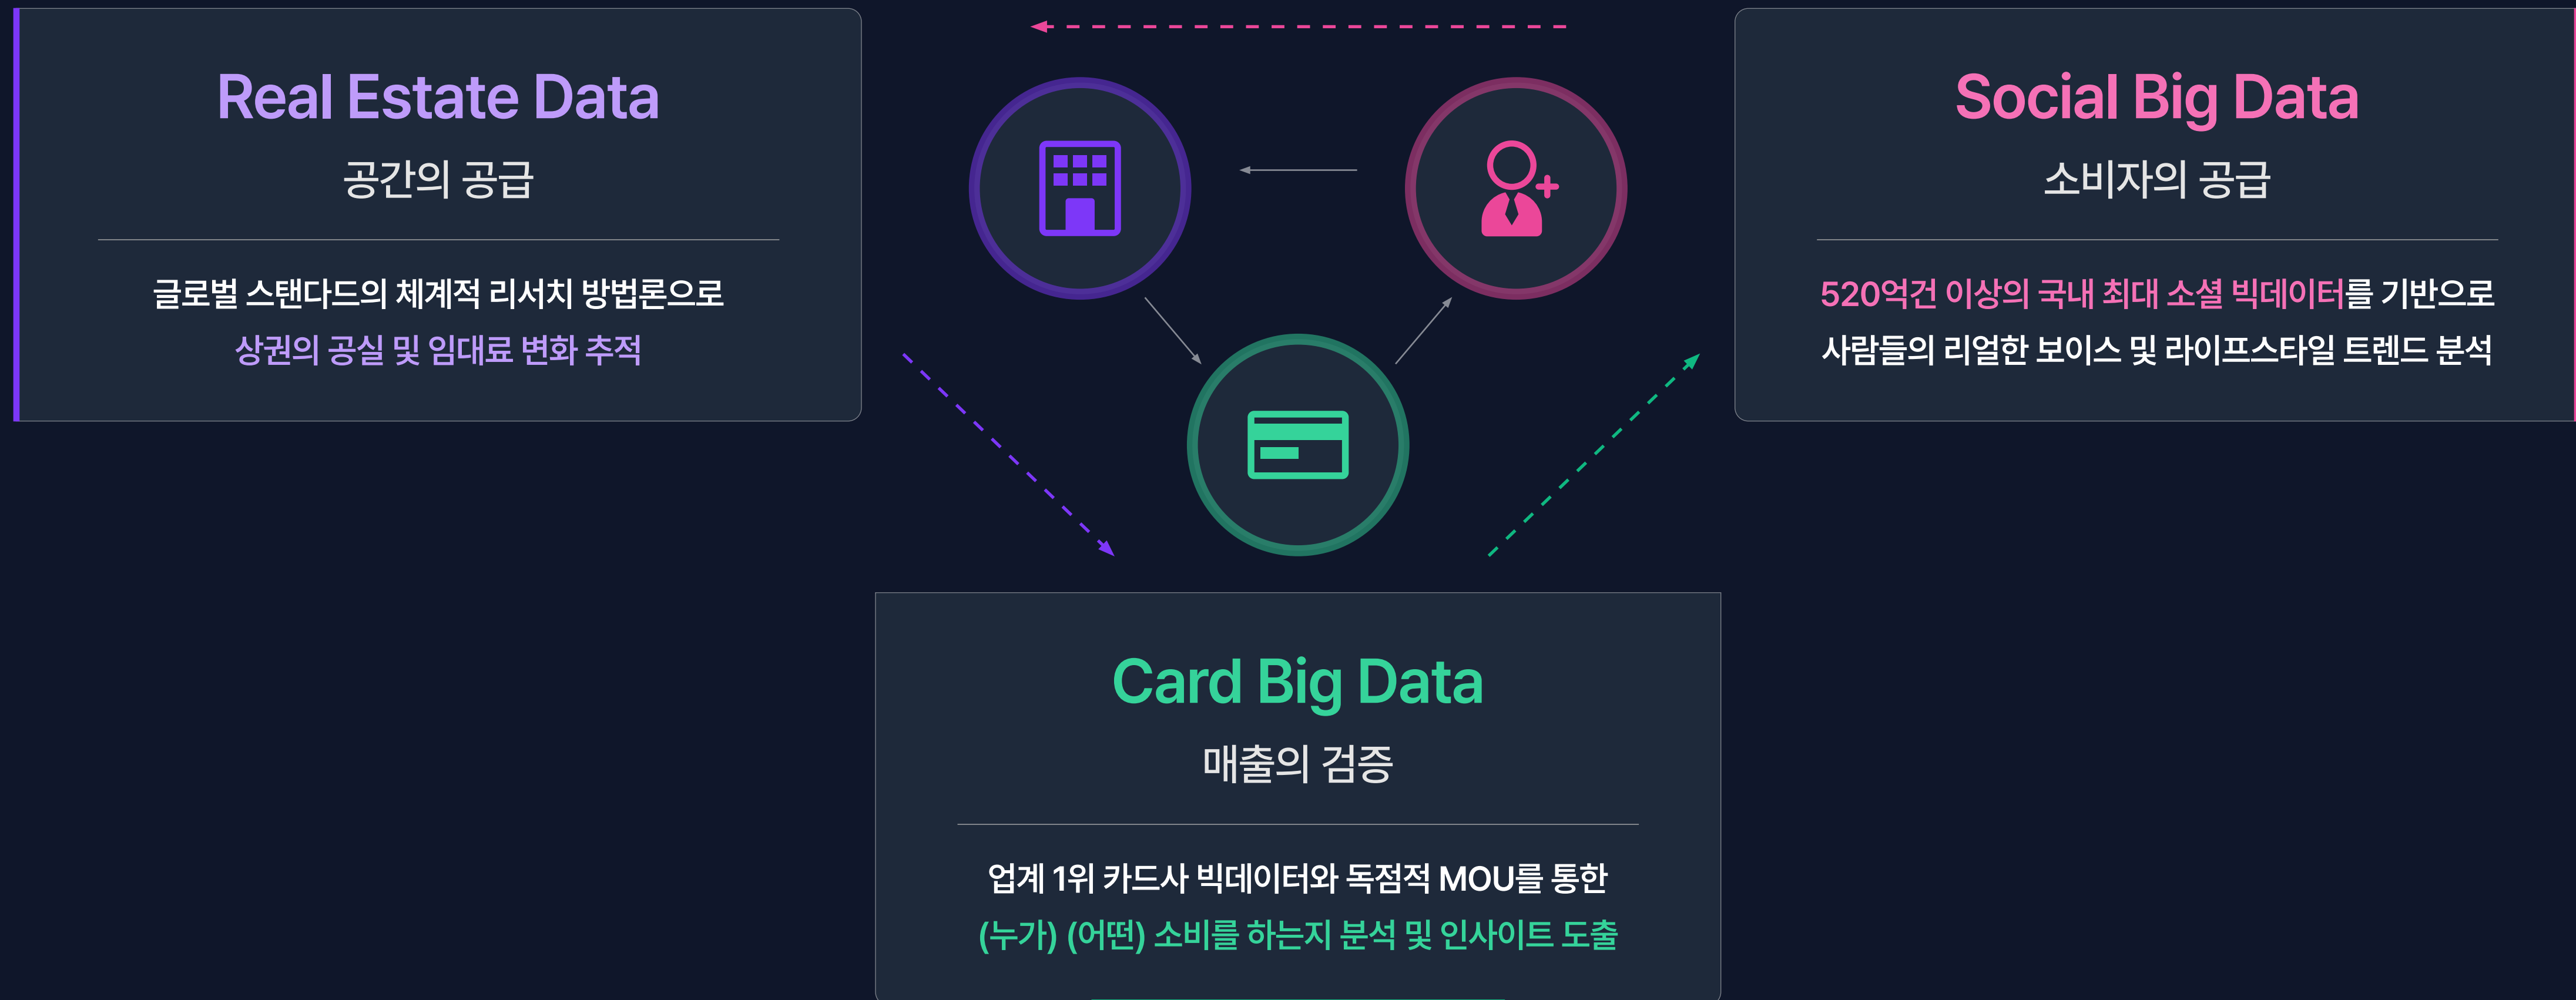 Real Estate Data
공간의 공급
글로벌 스탠다드의 체계적 리서치 방법론으로
상권의 공실 및 임대료 변화 추적
Social Big Data
소비자의 공급
520억건 이상의 국내 최대 소셜 빅데이터를 기반으로
사람들의 리얼한 보이스 및 라이프스타일 트렌드 분석
Card Big Data
매출의 검증
업계 1위 카드사 빅데이터와 독점적 MOU를 통한
(누가) (어떤) 소비를 하는지 분석 및 인사이트 도출